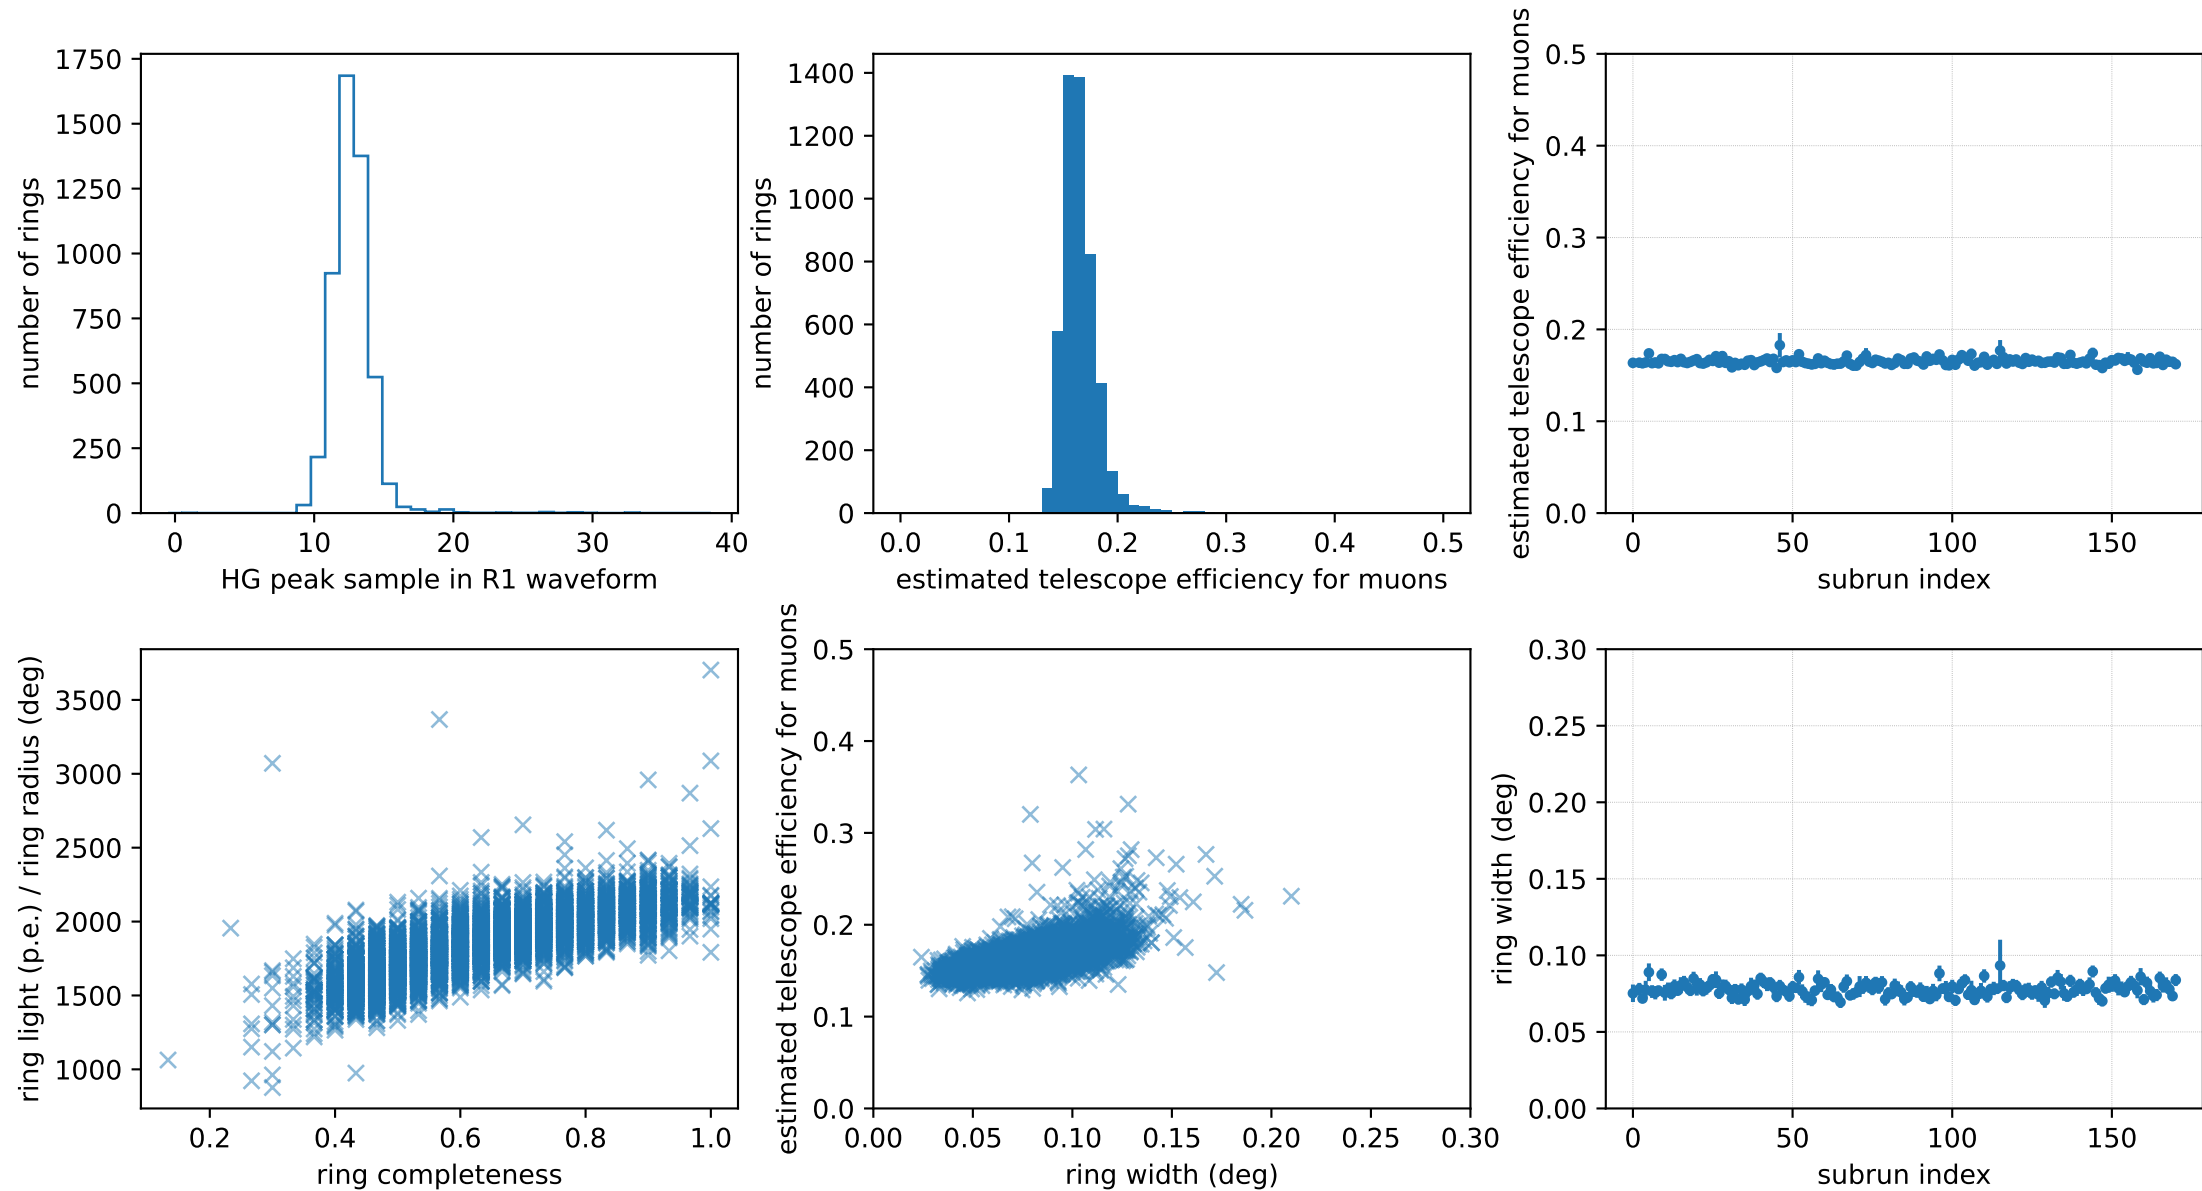 number of rings
1750
1500
1250
1000
750
500
250
0
0 10 20 30 40
HG peak sample in R1 waveform
number of rings
1400
1200
1000
800
600
400
200
0
0.0 0.1 0.2 0.3 0.4 0.5
estimated telescope efficiency for muons
estimated telescope efficiency for muons
0.5
0.4
0.3
0.2
0.1
0.0
0 50 100 150
subrun index
ring light (p.e.) / ring radius (deg)
3500
3000
2500
2000
1500
1000
0.2 0.4 0.6 0.8 1.0
ring completeness
estimated telescope efficiency for muons
0.5
0.4
0.3
0.2
0.1
0.0
0.00 0.05 0.10 0.15 0.20 0.25 0.30
ring width (deg)
ring width (deg)
0.30
0.25
0.20
0.15
0.10
0.05
0.00
0 50 100 150
subrun index